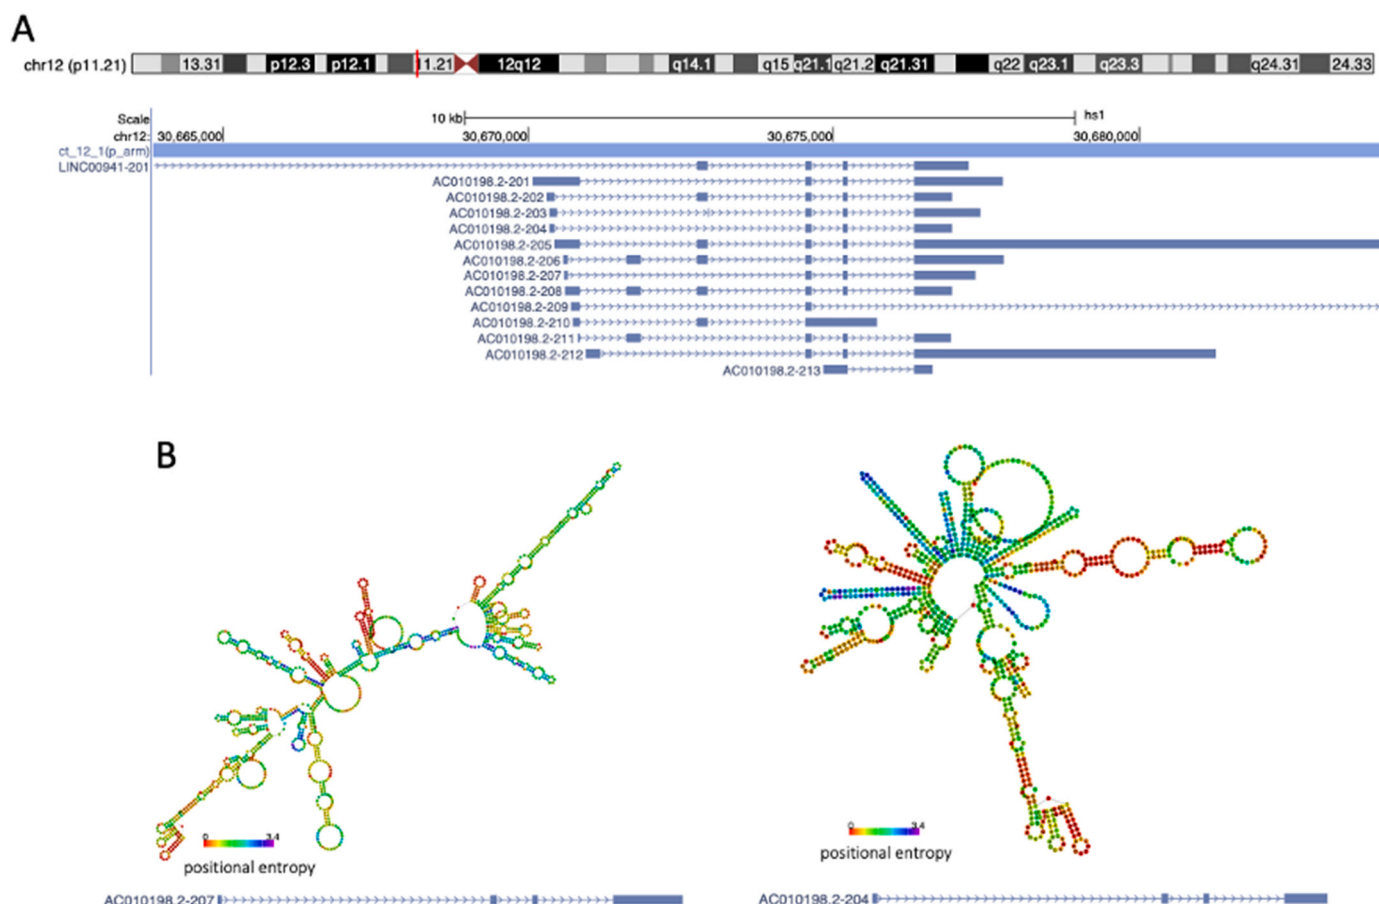 A
chr12 (p11.21) 13.31 p12.3 p12.1 11.21 12q12 q14.1 q15 q21.1 q21.2 q21.31 q22 q23.1 q23.3 q24.31 24.33
Scale 10 kb hs1
chr12: 30,665,000 30,670,000 30,675,000 30,680,000
ct_12_1(p_arm)
LINC00941-201
AC010198.2-201
AC010198.2-202
AC010198.2-203
AC010198.2-204
AC010198.2-205
AC010198.2-206
AC010198.2-207
AC010198.2-208
AC010198.2-209
AC010198.2-210
AC010198.2-211
AC010198.2-212
AC010198.2-213
B
0 3.4
positional entropy
0 3.4
positional entropy
AC010198.2-207 AC010198.2-204